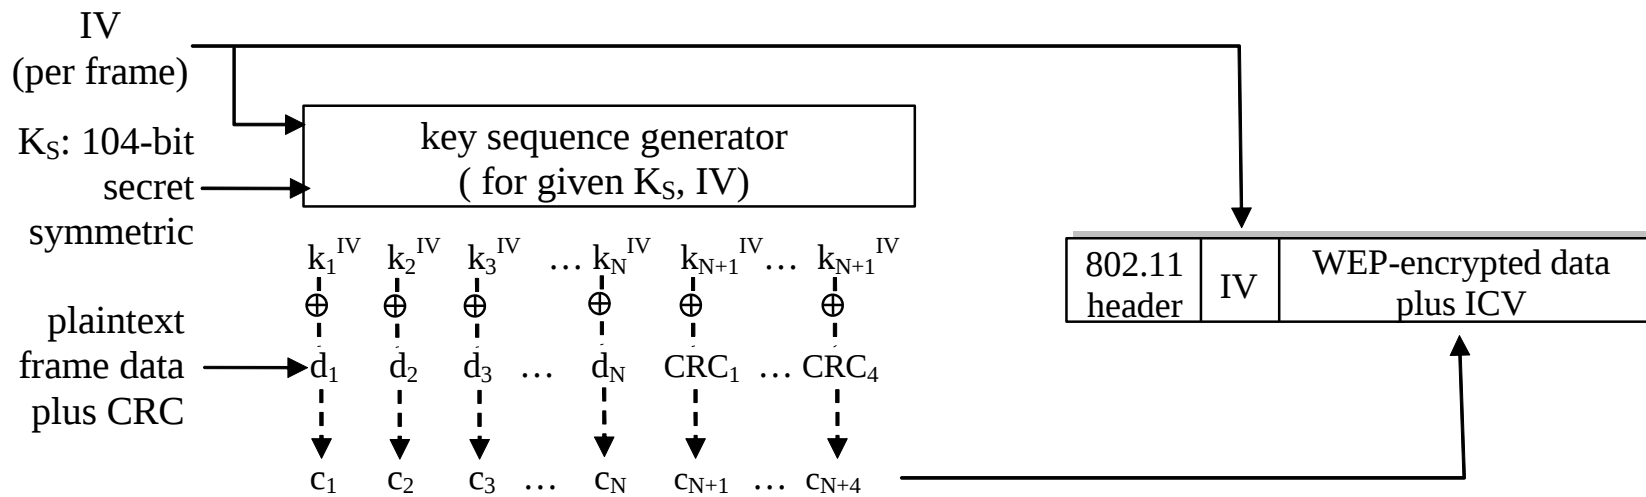 IV
(per frame)
K_S: 104-bit
secret
symmetric
key sequence generator
( for given K_S, IV)
k_1^IV k_2^IV k_3^IV … k_N^IV k_N+1^IV … k_N+1^IV
plaintext
frame data
plus CRC
d_1 d_2 d_3 … d_N CRC_1 … CRC_4
c_1 c_2 c_3 … c_N c_N+1 … c_N+4
802.11
header
IV
WEP-encrypted data
plus ICV